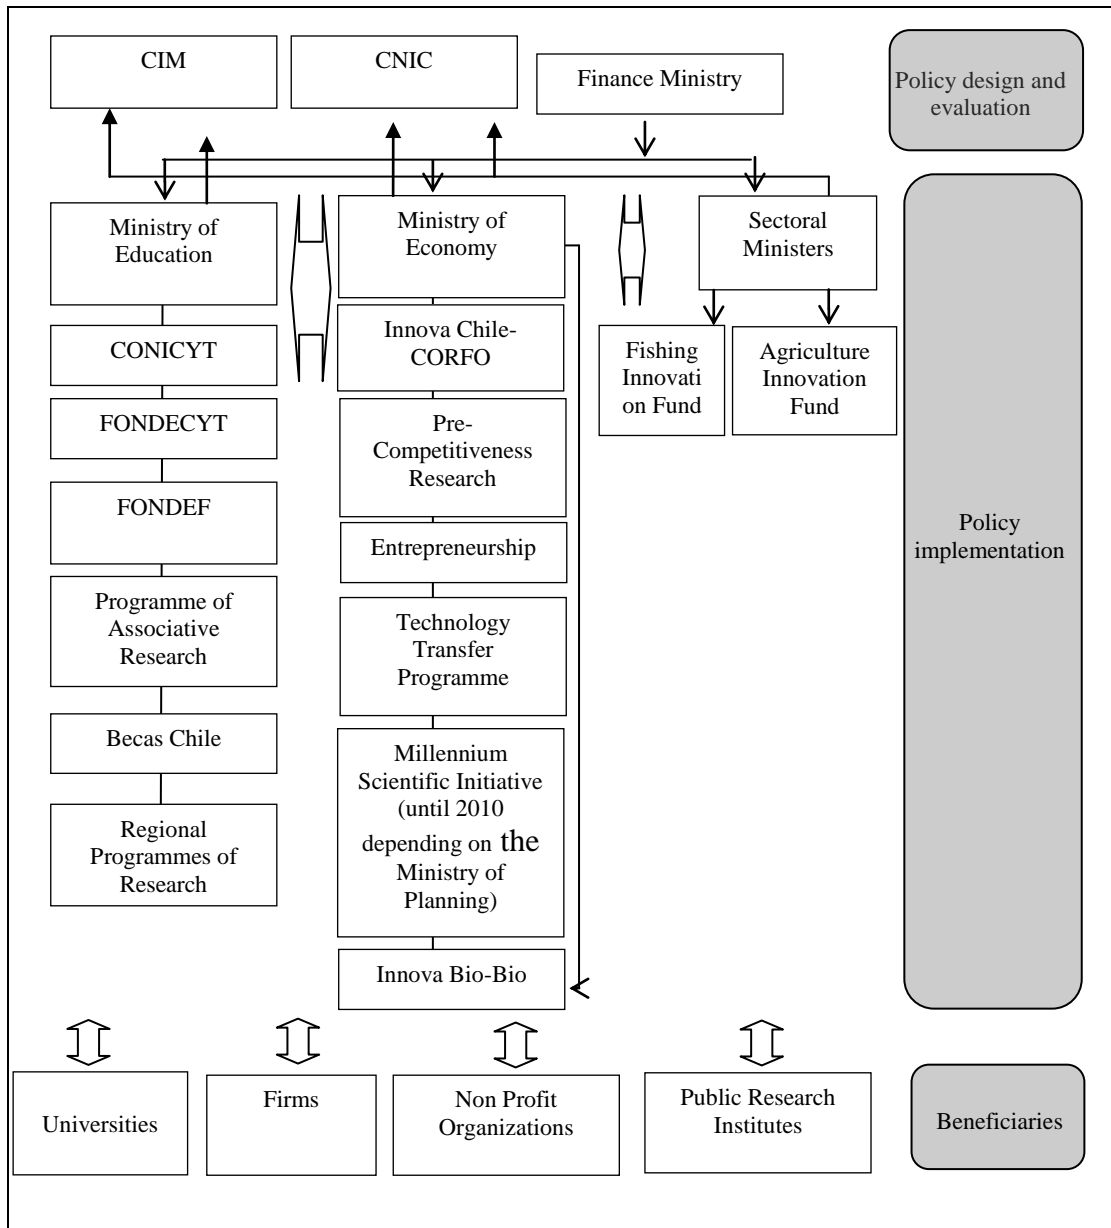 CIM
CNIC
Finance Ministry
Policy design and
evaluation
Ministry of
Education
Ministry of
Economy
Sectoral
Ministers
CONICYT
Innova Chile-
CORFO
Fishing
Innovati
on Fund
Agriculture
Innovation
Fund
FONDECYT
Pre-
Competitiveness
Research
FONDEF
Entrepreneurship
Policy
implementation
Programme of
Associative
Research
Technology
Transfer
Programme
Becas Chile
Millennium
Scientific Initiative
(until 2010
depending on the
Ministry of
Planning)
Regional
Programmes of
Research
Innova Bio-Bio
Universities
Firms
Non Profit
Organizations
Public Research
Institutes
Beneficiaries